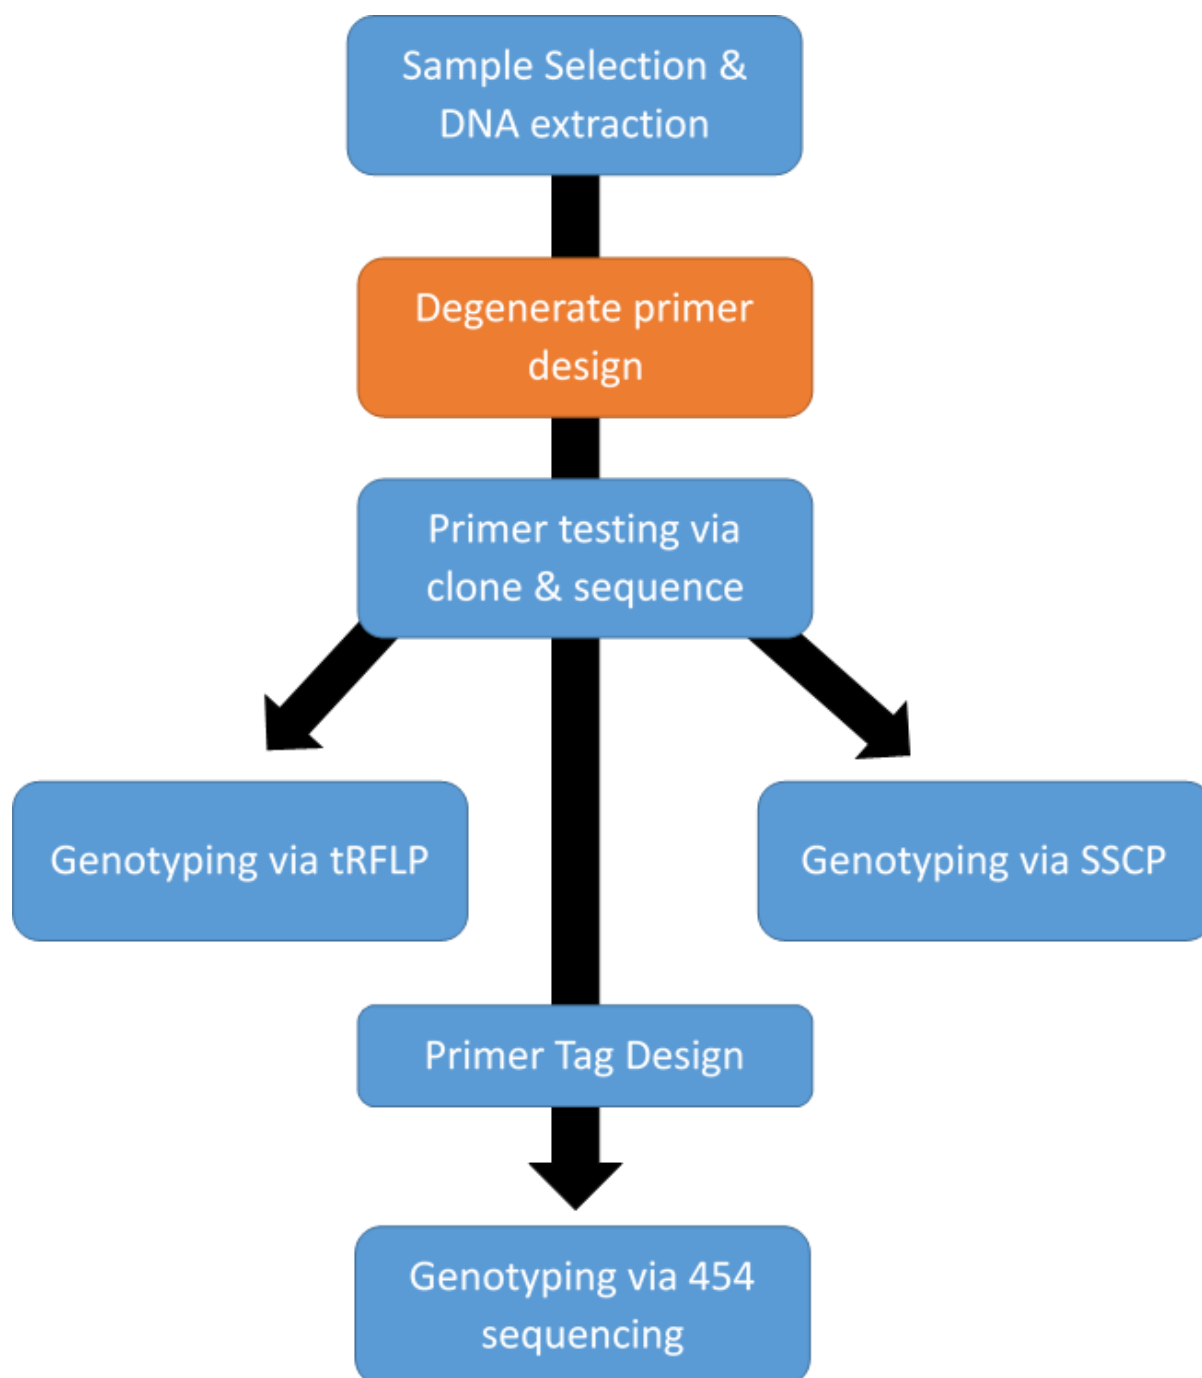 Sample Selection &
DNA extraction
Degenerate primer
design
Primer testing via
clone & sequence
Genotyping via tRFLP
Genotyping via SSCP
Primer Tag Design
Genotyping via 454
sequencing